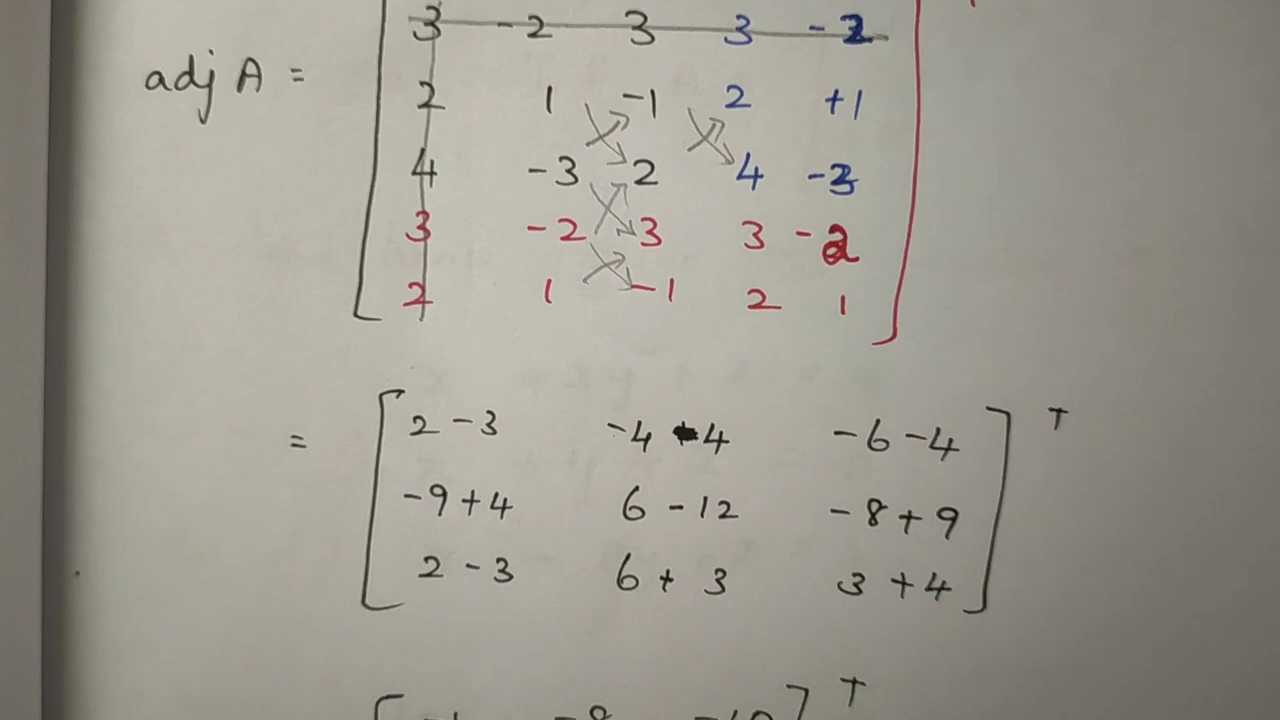 3 -2 3 3 -2
adj A =
2 1 -1 2 +1
4 -3 2 4 -3
3 -2 3 3 -2
2 1 -1 2 1
= [ 2 - 3 -4 - 4 -6 - 4 ] T
-9 + 4 6 - 12 -8 + 9
2 - 3 6 + 3 3 + 4
[ -8 -10 ] T